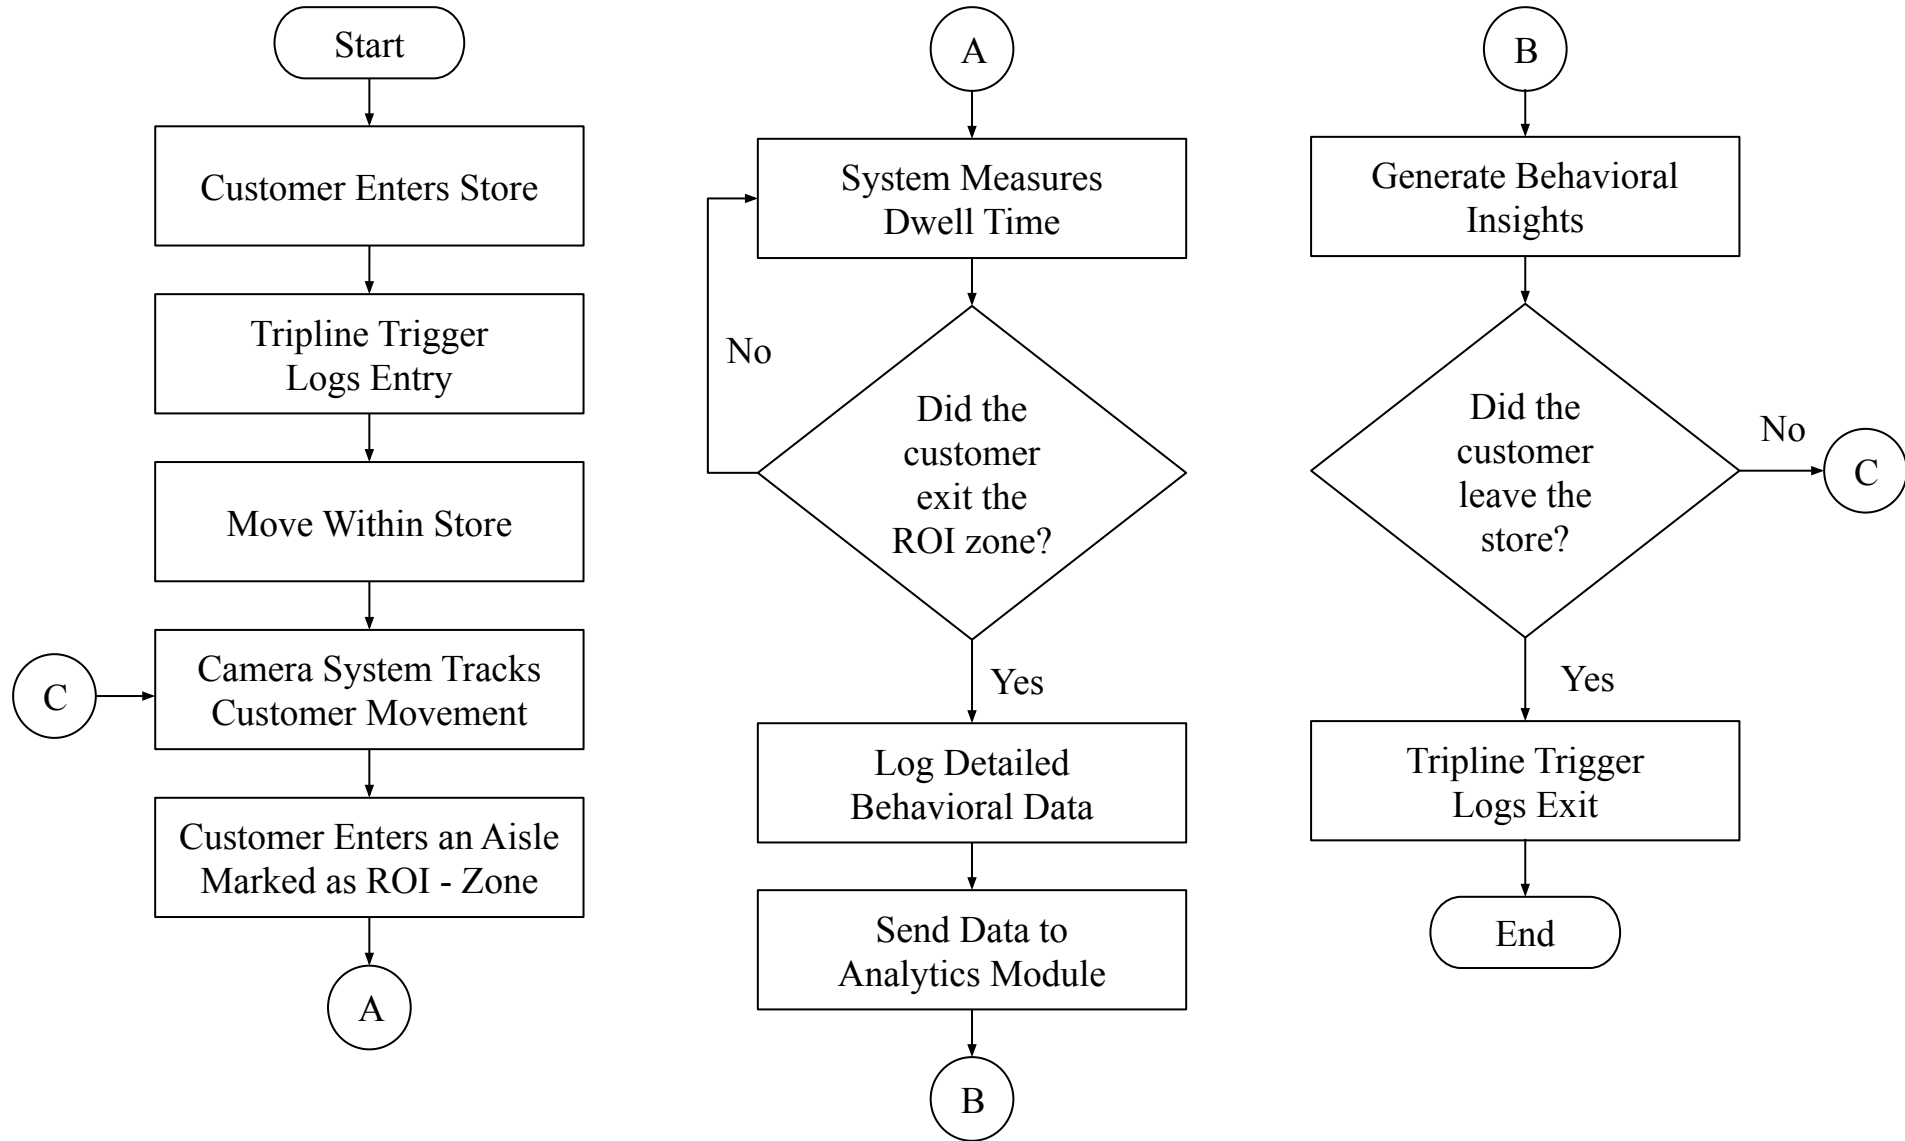 Start
Customer Enters Store
Tripline Trigger
Logs Entry
Move Within Store
C
Camera System Tracks
Customer Movement
Customer Enters an Aisle
Marked as ROI - Zone
A
A
System Measures
Dwell Time
No
Did the
customer
exit the
ROI zone?
Yes
Log Detailed
Behavioral Data
Send Data to
Analytics Module
B
B
Generate Behavioral
Insights
Did the
customer
leave the
store?
No
C
Yes
Tripline Trigger
Logs Exit
End